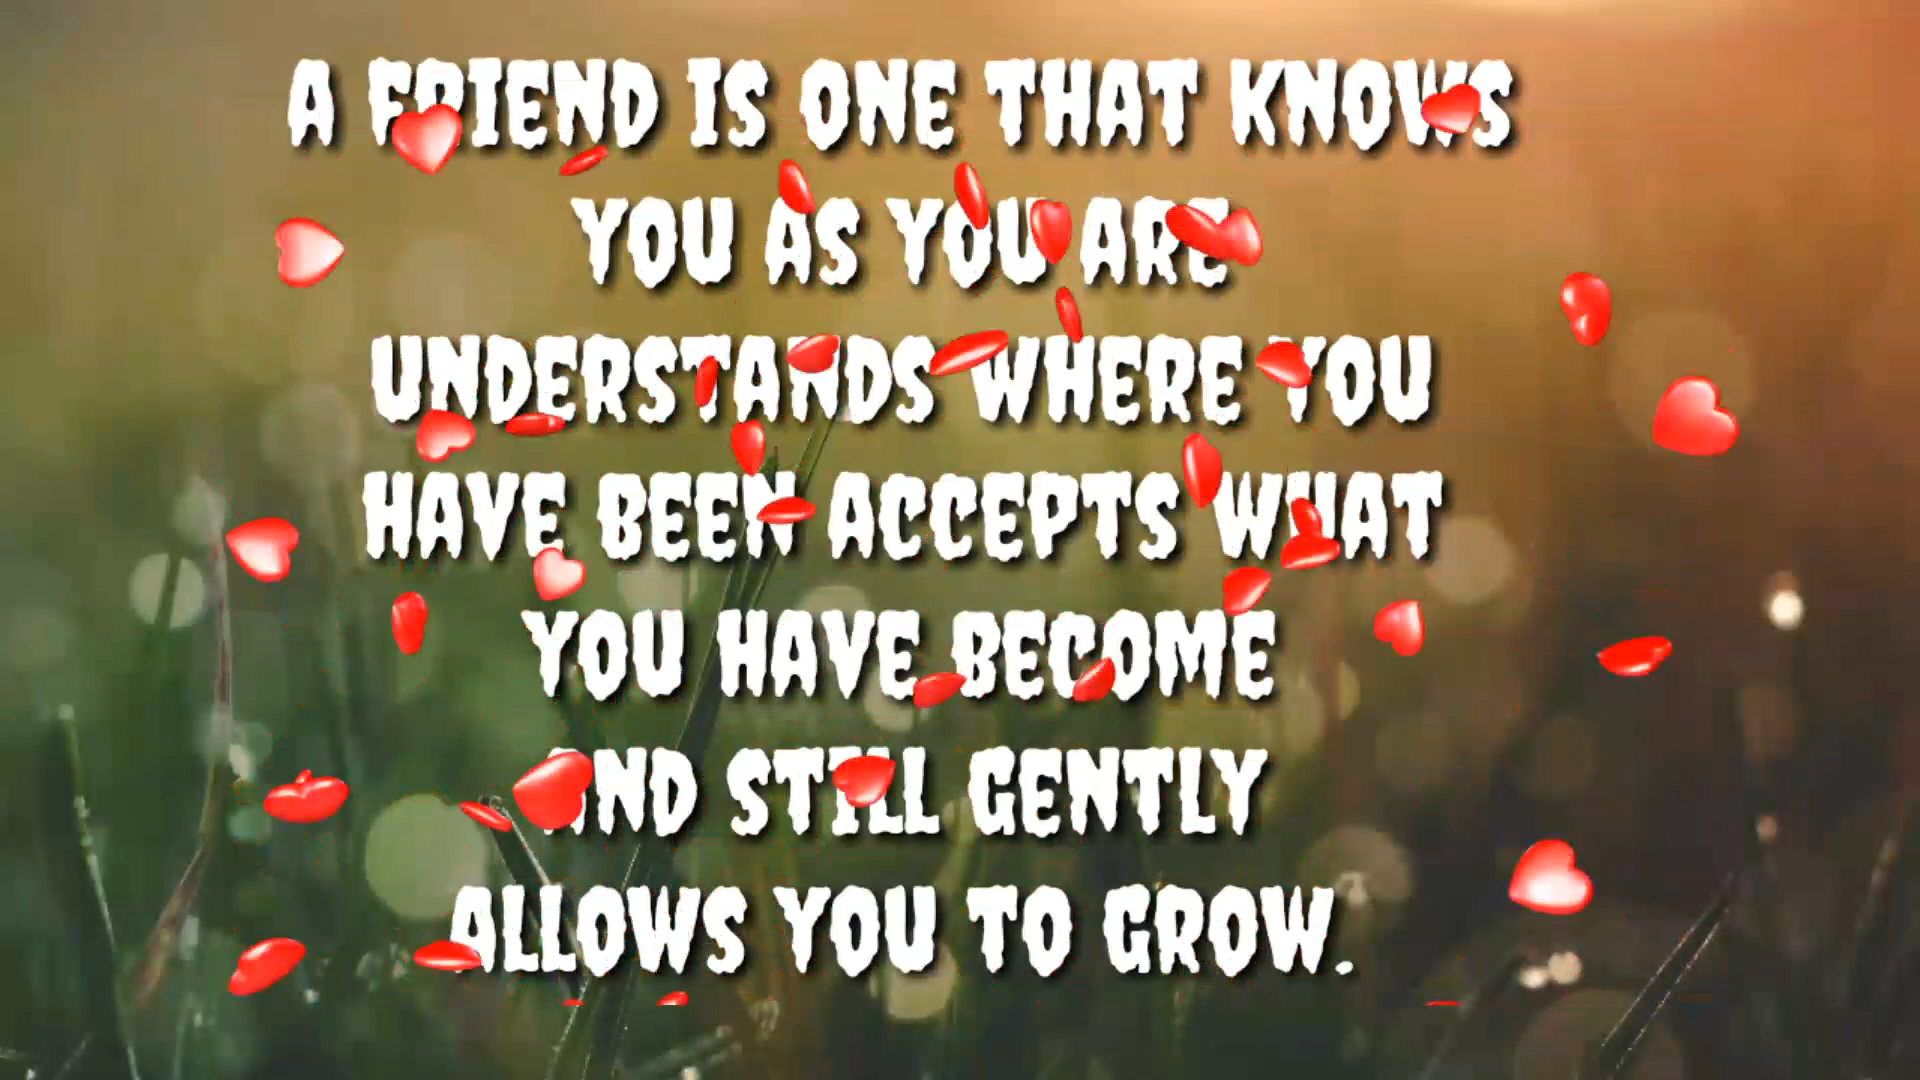 A FRIEND IS ONE THAT KNOWS
YOU AS YOU ARE
UNDERSTANDS WHERE YOU
HAVE BEEN ACCEPTS WHAT
YOU HAVE BECOME
AND STILL GENTLY
ALLOWS YOU TO GROW.